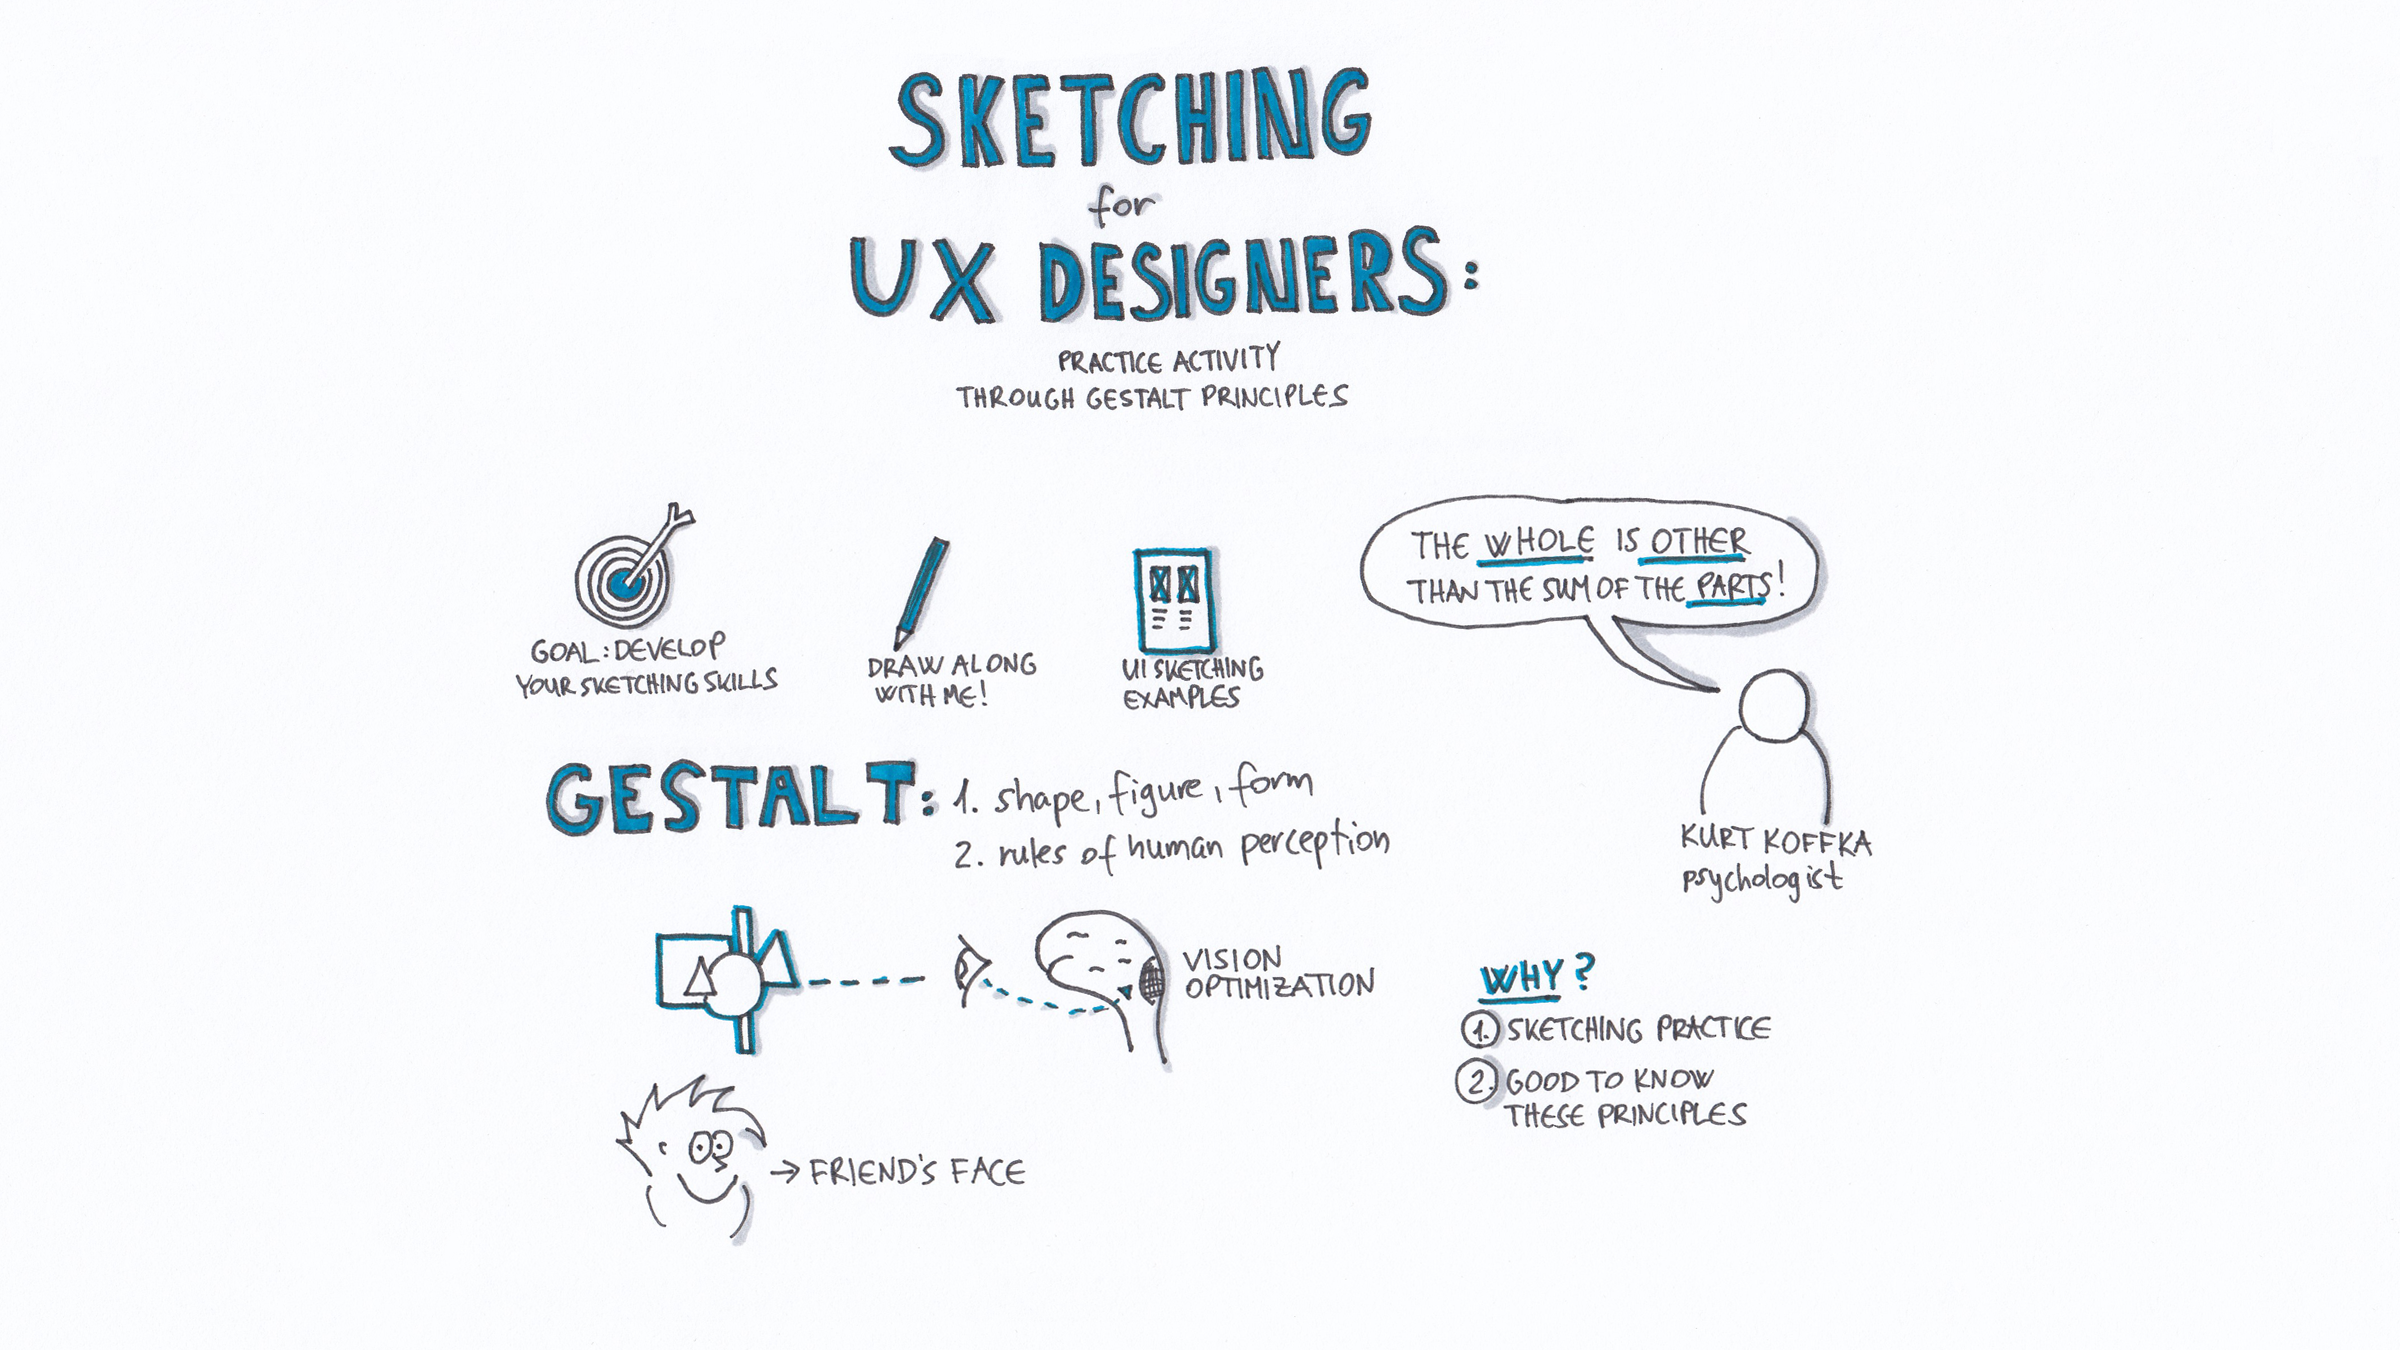 SKETCHING
for
UX DESIGNERS:
PRACTICE ACTIVITY
THROUGH GESTALT PRINCIPLES
GOAL: DEVELOP
YOUR SKETCHING SKILLS
DRAW ALONG
WITH ME!
UI SKETCHING
EXAMPLES
THE WHOLE IS OTHER
THAN THE SUM OF THE PARTS!
KURT KOFFKA
psychologist
GESTALT: 1. shape, figure, form
2. rules of human perception
VISION
OPTIMIZATION
→ FRIEND'S FACE
WHY?
1. SKETCHING PRACTICE
2. GOOD TO KNOW
THESE PRINCIPLES